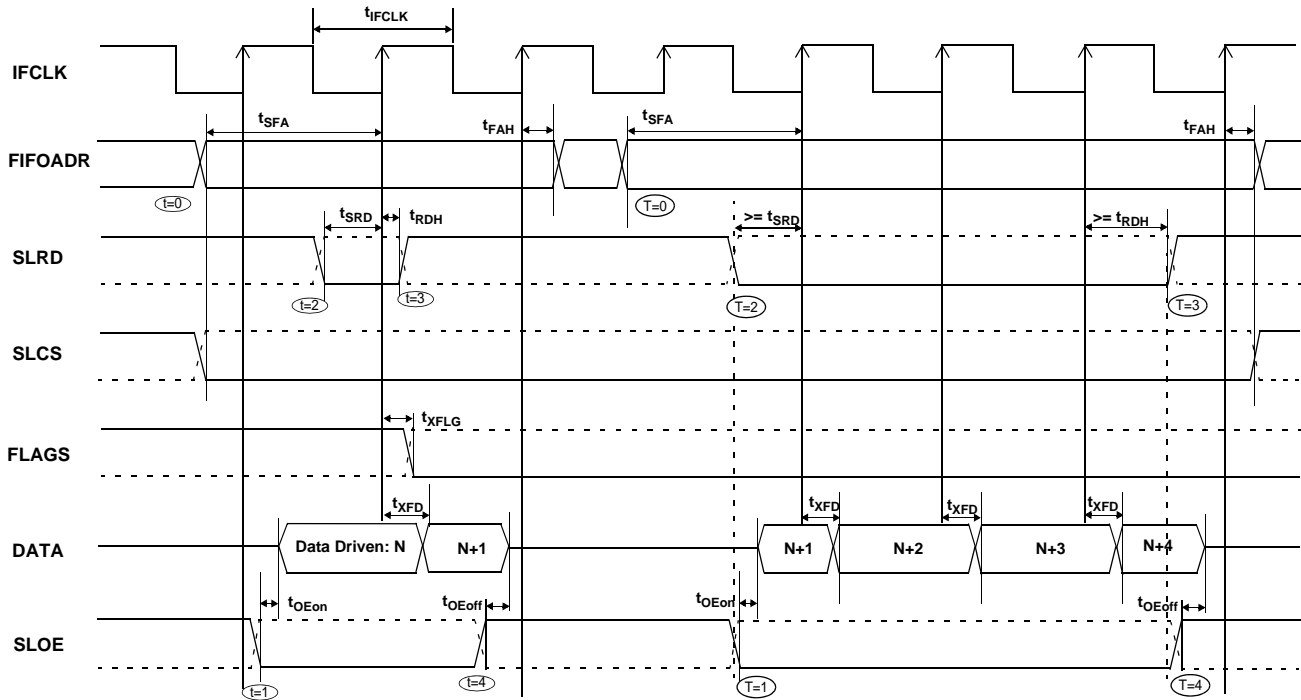 tIFCLK
IFCLK
tSFA
tFAH
tSFA
tFAH
FIFOADR
t=0
T=0
tSRD
tRDH
>= tSRD
>= tRDH
SLRD
t=2
t=3
T=2
T=3
SLCS
tXFLG
FLAGS
tXFD
tXFD
tXFD
tXFD
DATA
Data Driven: N
N+1
N+1
N+2
N+3
N+4
tOEon
tOEoff
tOEon
tOEoff
SLOE
t=1
t=4
T=1
T=4